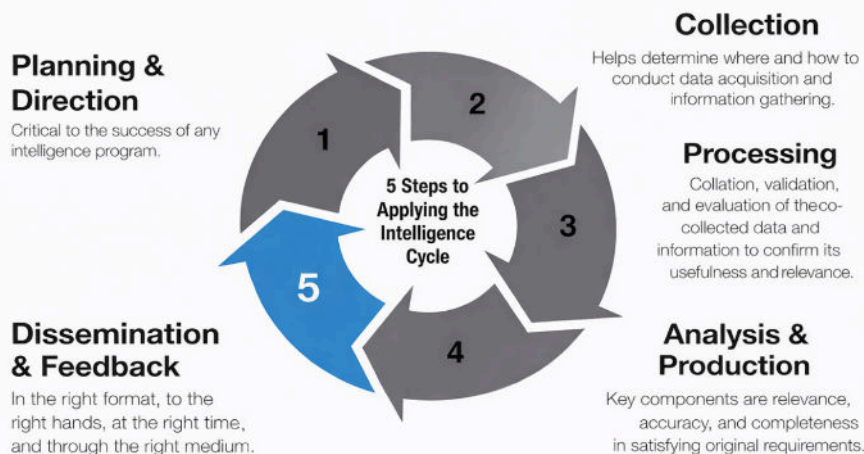 Planning &
Direction
Critical to the success of any
intelligence program.
1
2
Collection
Helps determine where and how to
conduct data acquisition and
information gathering.
Processing
Collation, validation,
and evaluation of theco-
collected data and
information to confirm its
usefulness and relevance.
3
5 Steps to
Applying the
Intelligence
Cycle
4
Analysis &
Production
Key components are relevance,
accuracy, and completeness
in satisfying original requirements.
5
Dissemination
& Feedback
In the right format, to the
right hands, at the right time,
and through the right medium.